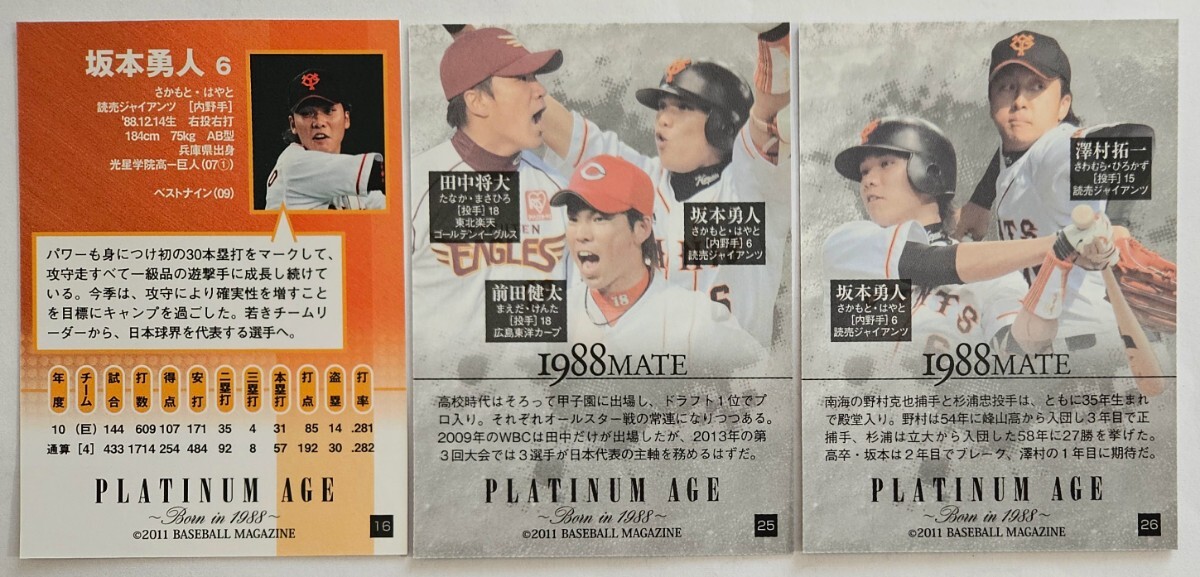 坂本勇人 6
さかもと・はやと
読売ジャイアンツ [内野手]
'88.12.14生 右投右打
184cm 75kg AB型
兵庫県出身
光星学院高ー巨人(07①)
ベストナイン(09)
パワーも身につけ初の30本塁打をマークして、
攻守走すべて一級品の遊撃手に成長し続けて
いる。今季は、攻守により確実性を増すこと
を目標にキャンプを過ごした。若きチームリ
ーダーから、日本球界を代表する選手へ。
年度 チーム 試合 打数 得点 安打 二塁打 三塁打 本塁打 打点 盗塁 打率
10 (巨) 144 609 107 171 35 4 31 85 14 .281
通算 [4] 433 1714 254 484 92 8 57 192 30 .282
PLATINUM AGE
~Born in 1988~
©2011 BASEBALL MAGAZINE
16
田中将大
たなか・まさひろ
[投手] 18
東北楽天
ゴールデンイーグルス
坂本勇人
さかもと・はやと
[内野手] 6
読売ジャイアンツ
EAGLES
前田健太
まえだ・けんた
[投手] 18
広島東洋カープ
18
1988MATE
高校時代はそろって甲子園に出場し、ドラフト1位でプ
ロ入り。それぞれオールスター戦の常連になりつつある。
2009年のWBCは田中だけが出場したが、2013年の第
3回大会では3選手が日本代表の主軸を務めるはずだ。
PLATINUM AGE
~Born in 1988~
©2011 BASEBALL MAGAZINE
25
澤村拓一
さわむら・ひろかず
[投手] 15
読売ジャイアンツ
坂本勇人
さかもと・はやと
[内野手] 6
読売ジャイアンツ
1988MATE
南海の野村克也捕手と杉浦忠投手は、ともに35年生まれ
で殿堂入り。野村は54年に峰山高から入団し3年目で正
捕手、杉浦は立大から入団した58年に27勝を挙げた。
高卒・坂本は2年目でブレーク、澤村の1年目に期待だ。
PLATINUM AGE
~Born in 1988~
©2011 BASEBALL MAGAZINE
26